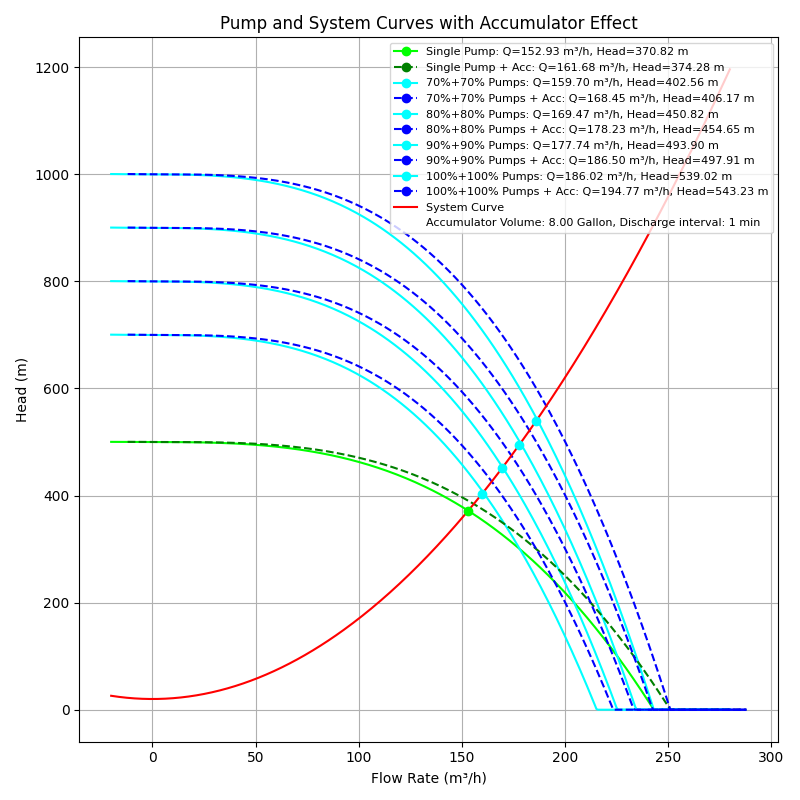 Pump and System Curves with Accumulator Effect
Single Pump: Q=152.93 m³/h, Head=370.82 m
Single Pump + Acc: Q=161.68 m³/h, Head=374.28 m
70%+70% Pumps: Q=159.70 m³/h, Head=402.56 m
70%+70% Pumps + Acc: Q=168.45 m³/h, Head=406.17 m
80%+80% Pumps: Q=169.47 m³/h, Head=450.82 m
80%+80% Pumps + Acc: Q=178.23 m³/h, Head=454.65 m
90%+90% Pumps: Q=177.74 m³/h, Head=493.90 m
90%+90% Pumps + Acc: Q=186.50 m³/h, Head=497.91 m
100%+100% Pumps: Q=186.02 m³/h, Head=539.02 m
100%+100% Pumps + Acc: Q=194.77 m³/h, Head=543.23 m
System Curve
Accumulator Volume: 8.00 Gallon, Discharge interval: 1 min
Head (m)
1200
1000
800
600
400
200
0
0 50 100 150 200 250 300
Flow Rate (m³/h)